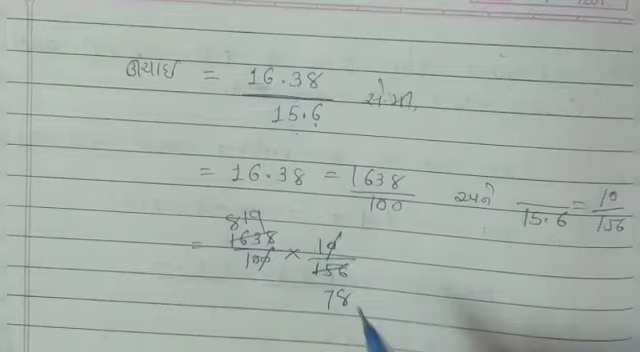 ઊંચાઈ = 16.38 / 15.6 સેમી
= 16.38 = 1638 / 100 અને / 15.6 = 10 / 156
819
= 1638 / 100 × 10 / 156
78